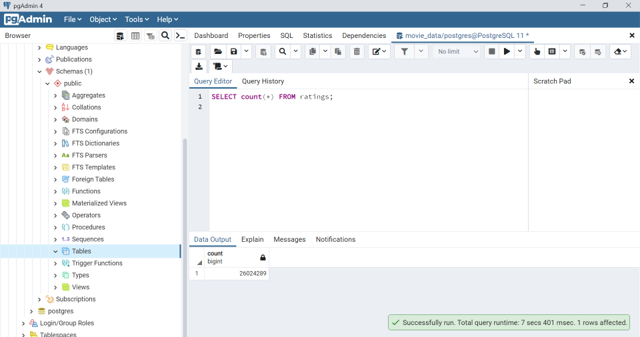 pgAdmin 4
pgAdmin File Object Tools Help
Browser
Dashboard Properties SQL Statistics Dependencies movie_data/postgres@PostgreSQL 11 *
No limit
Languages
Publications
Schemas (1)
public
Aggregates
Collations
Domains
FTS Configurations
FTS Dictionaries
Aa FTS Parsers
FTS Templates
Foreign Tables
Functions
Materialized Views
Operators
Procedures
1..3 Sequences
Tables
Trigger Functions
Types
Views
Subscriptions
postgres
Login/Group Roles
Tablespaces
Query Editor Query History
Scratch Pad
1 SELECT count(*) FROM ratings;
2
Data Output Explain Messages Notifications
count
bigint
1 26024289
Successfully run. Total query runtime: 7 secs 401 msec. 1 rows affected.